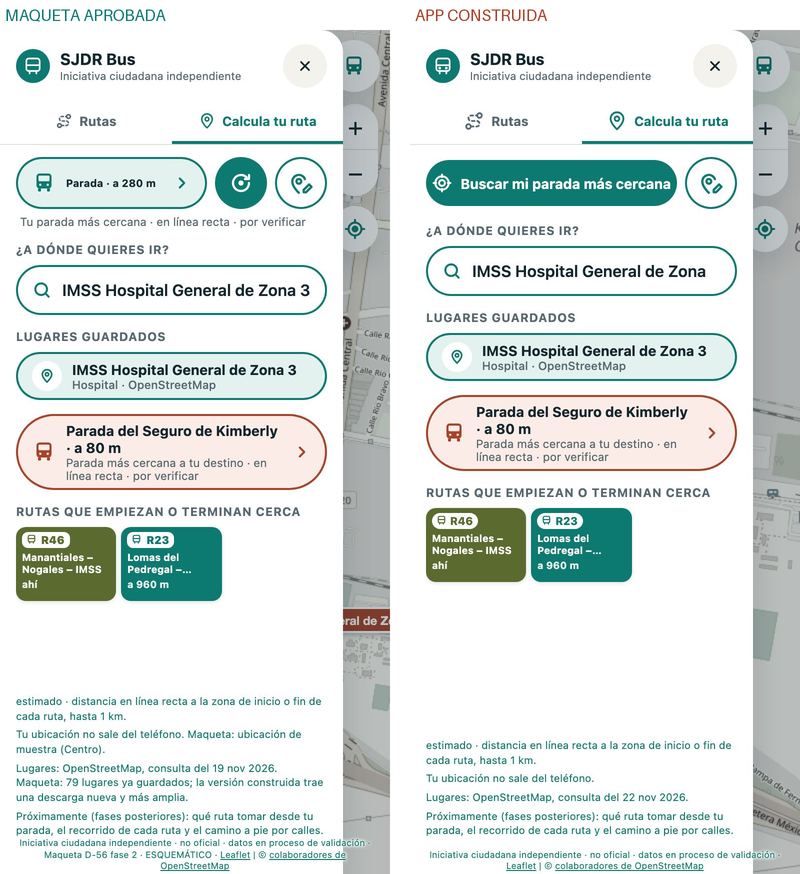 MAQUETA APROBADA
SJDR Bus
Iniciativa ciudadana independiente
Rutas
Calcula tu ruta
Parada · a 280 m
Tu parada más cercana · en línea recta · por verificar
¿A DÓNDE QUIERES IR?
IMSS Hospital General de Zona 3
LUGARES GUARDADOS
IMSS Hospital General de Zona 3
Hospital · OpenStreetMap
Parada del Seguro de Kimberly
· a 80 m
Parada más cercana a tu destino · en
línea recta · por verificar
RUTAS QUE EMPIEZAN O TERMINAN CERCA
R46
Manantiales –
Nogales – IMSS
ahí
R23
Lomas del
Pedregal –...
a 960 m
estimado · distancia en línea recta a la zona de inicio o fin de
cada ruta, hasta 1 km.
Tu ubicación no sale del teléfono. Maqueta: ubicación de
muestra (Centro).
Lugares: OpenStreetMap, consulta del 19 nov 2026.
Maqueta: 79 lugares ya guardados; la versión construida trae
una descarga nueva y más amplia.
Próximamente (fases posteriores): qué ruta tomar desde tu
parada, el recorrido de cada ruta y el camino a pie por calles.
Iniciativa ciudadana independiente · no oficial · datos en proceso de validación ·
Maqueta D-56 fase 2 · ESQUEMÁTICO · Leaflet | © colaboradores de
OpenStreetMap
Avenida Central
Calle Río Bravo
APP CONSTRUIDA
SJDR Bus
Iniciativa ciudadana independiente
Rutas
Calcula tu ruta
Buscar mi parada más cercana
¿A DÓNDE QUIERES IR?
IMSS Hospital General de Zona
LUGARES GUARDADOS
IMSS Hospital General de Zona 3
Hospital · OpenStreetMap
Parada del Seguro de Kimberly
· a 80 m
Parada más cercana a tu destino · en
línea recta · por verificar
RUTAS QUE EMPIEZAN O TERMINAN CERCA
R46
Manantiales –
Nogales – IMSS
ahí
R23
Lomas del
Pedregal –...
a 960 m
estimado · distancia en línea recta a la zona de inicio o fin de
cada ruta, hasta 1 km.
Tu ubicación no sale del teléfono.
Lugares: OpenStreetMap, consulta del 22 nov 2026.
Próximamente (fases posteriores): qué ruta tomar desde tu
parada, el recorrido de cada ruta y el camino a pie por calles.
Iniciativa ciudadana independiente · no oficial · datos en proceso de validación ·
Leaflet | © colaboradores de OpenStreetMap